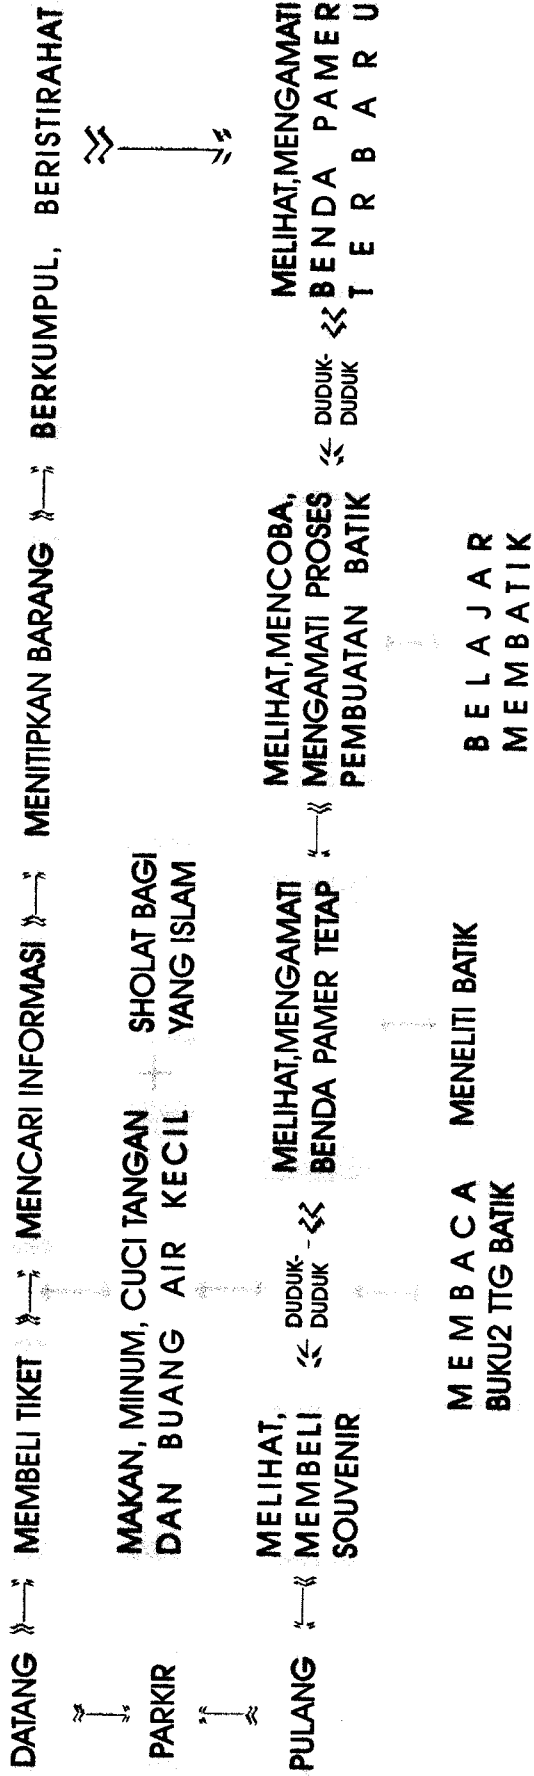 DATANG
MEMBELI TIKET
MENCARI INFORMASI
MENITIPKAN BARANG
BERKUMPUL, BERISTIRAHAT
PARKIR
MAKAN, MINUM, CUCI TANGAN
DAN BUANG AIR KECIL
SHOLAT BAGI
YANG ISLAM
PULANG
MELIHAT,
MEMBELI
SOUVENIR
DUDUK-
DUDUK
MELIHAT,MENGAMATI
BENDA PAMER TETAP
MELIHAT,MENCOBA,
MENGAMATI PROSES
PEMBUATAN BATIK
DUDUK-
DUDUK
MELIHAT,MENGAMATI
BENDA PAMER
TERBARU
MEMBACA
BUKU2 TTG BATIK
MENELITI BATIK
BELAJAR
MEMBATIK